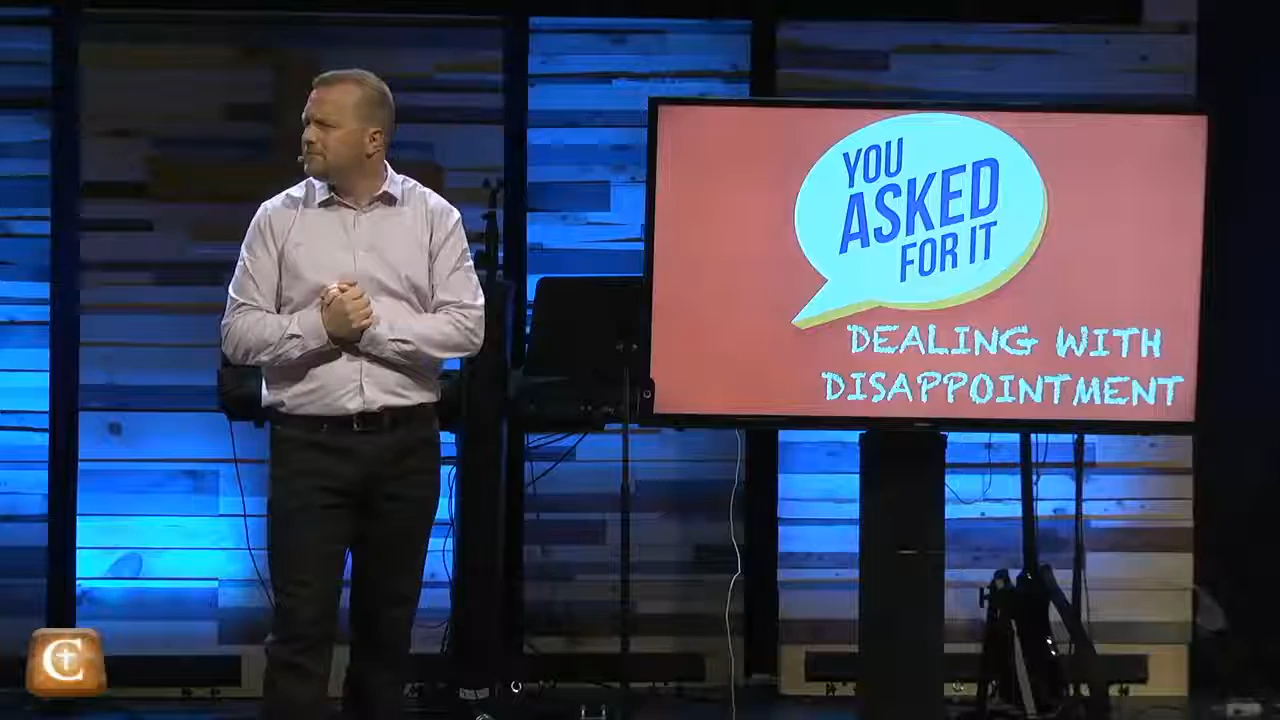 YOU
ASKED
FOR IT
DEALING WITH
DISAPPOINTMENT
C